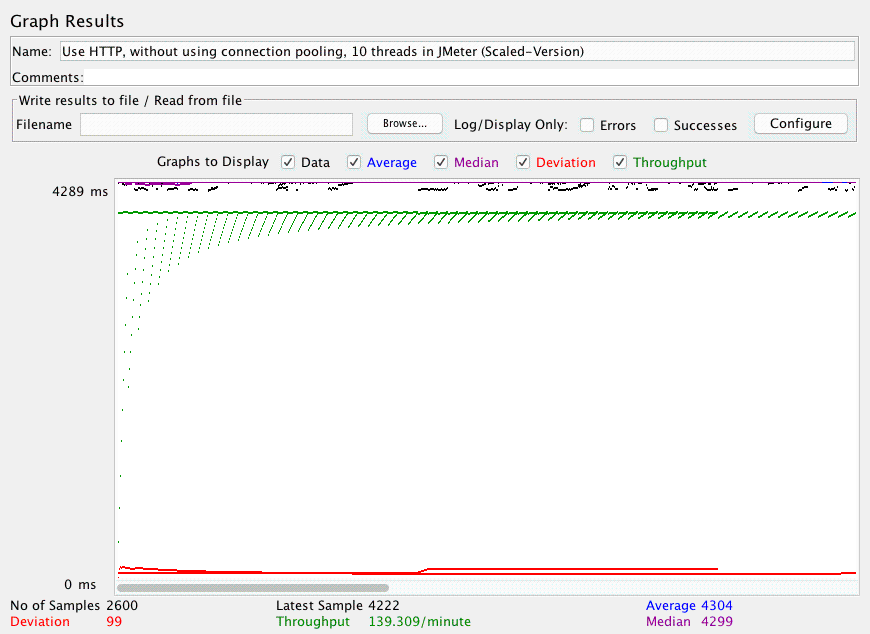 Graph Results
Name: Use HTTP, without using connection pooling, 10 threads in JMeter (Scaled-Version)
Comments:
Write results to file / Read from file
Filename Browse... Log/Display Only: Errors Successes Configure
Graphs to Display Data Average Median Deviation Throughput
4289 ms
0 ms
No of Samples 2600 Latest Sample 4222 Average 4304
Deviation 99 Throughput 139.309/minute Median 4299